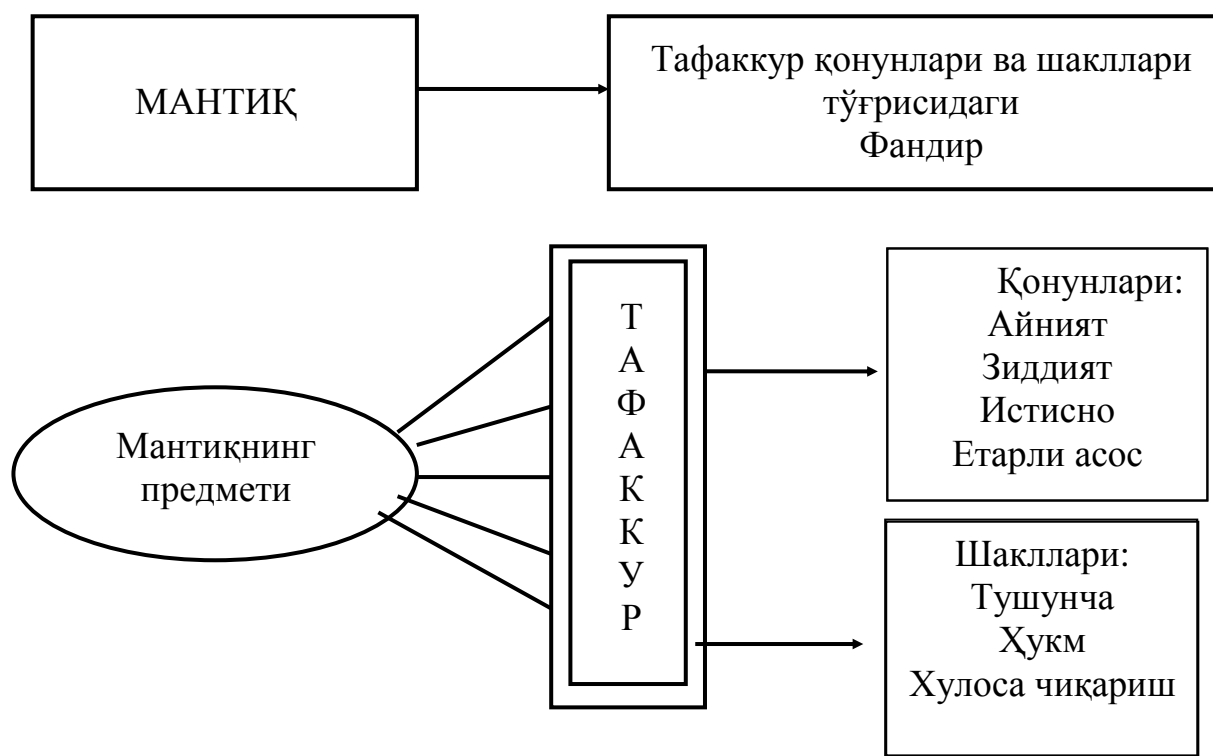 МАНТИҚ
Тафаккур қонунлари ва шакллари
тўғрисидаги
Фандир
Мантиқнинг
предмети
Т
А
Ф
А
К
К
У
Р
Қонунлари:
Айният
Зиддият
Истисно
Етарли асос
Шакллари:
Тушунча
Ҳукм
Хулоса чиқариш